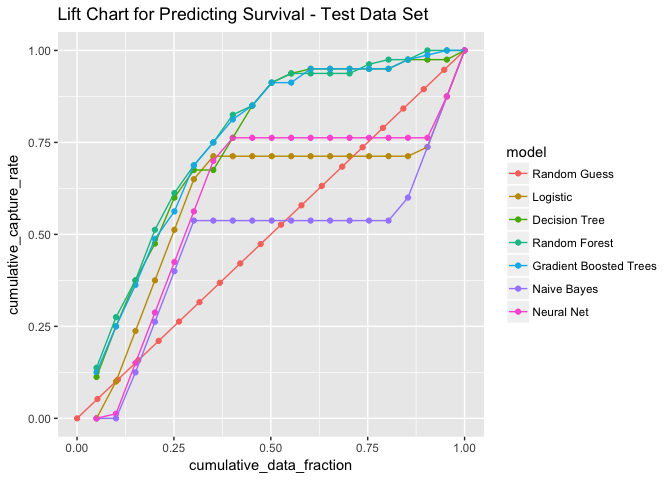 Lift Chart for Predicting Survival - Test Data Set
1.00
0.75
0.50
0.25
0.00
cumulative_capture_rate
0.00 0.25 0.50 0.75 1.00
cumulative_data_fraction
model
Random Guess
Logistic
Decision Tree
Random Forest
Gradient Boosted Trees
Naive Bayes
Neural Net